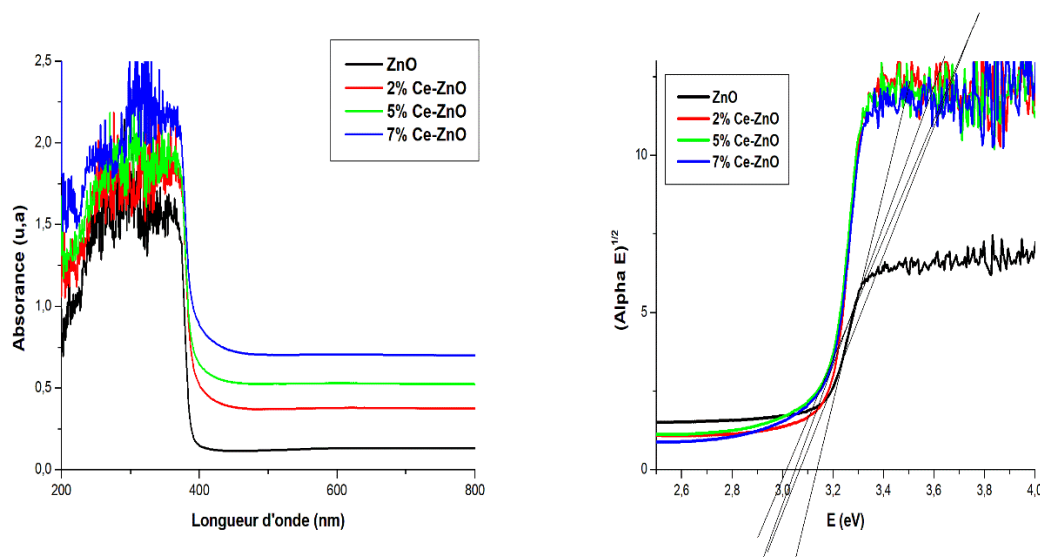 ZnO
2% Ce-ZnO
5% Ce-ZnO
7% Ce-ZnO
2,5
2,0
1,5
1,0
0,5
0,0
Absorance (u,a)
200
400
600
800
Longueur d'onde (nm)
ZnO
2% Ce-ZnO
5% Ce-ZnO
7% Ce-ZnO
10
5
0
(Alpha E)^1/2
2,6
2,8
3,0
3,2
3,4
3,6
3,8
4,0
E (eV)